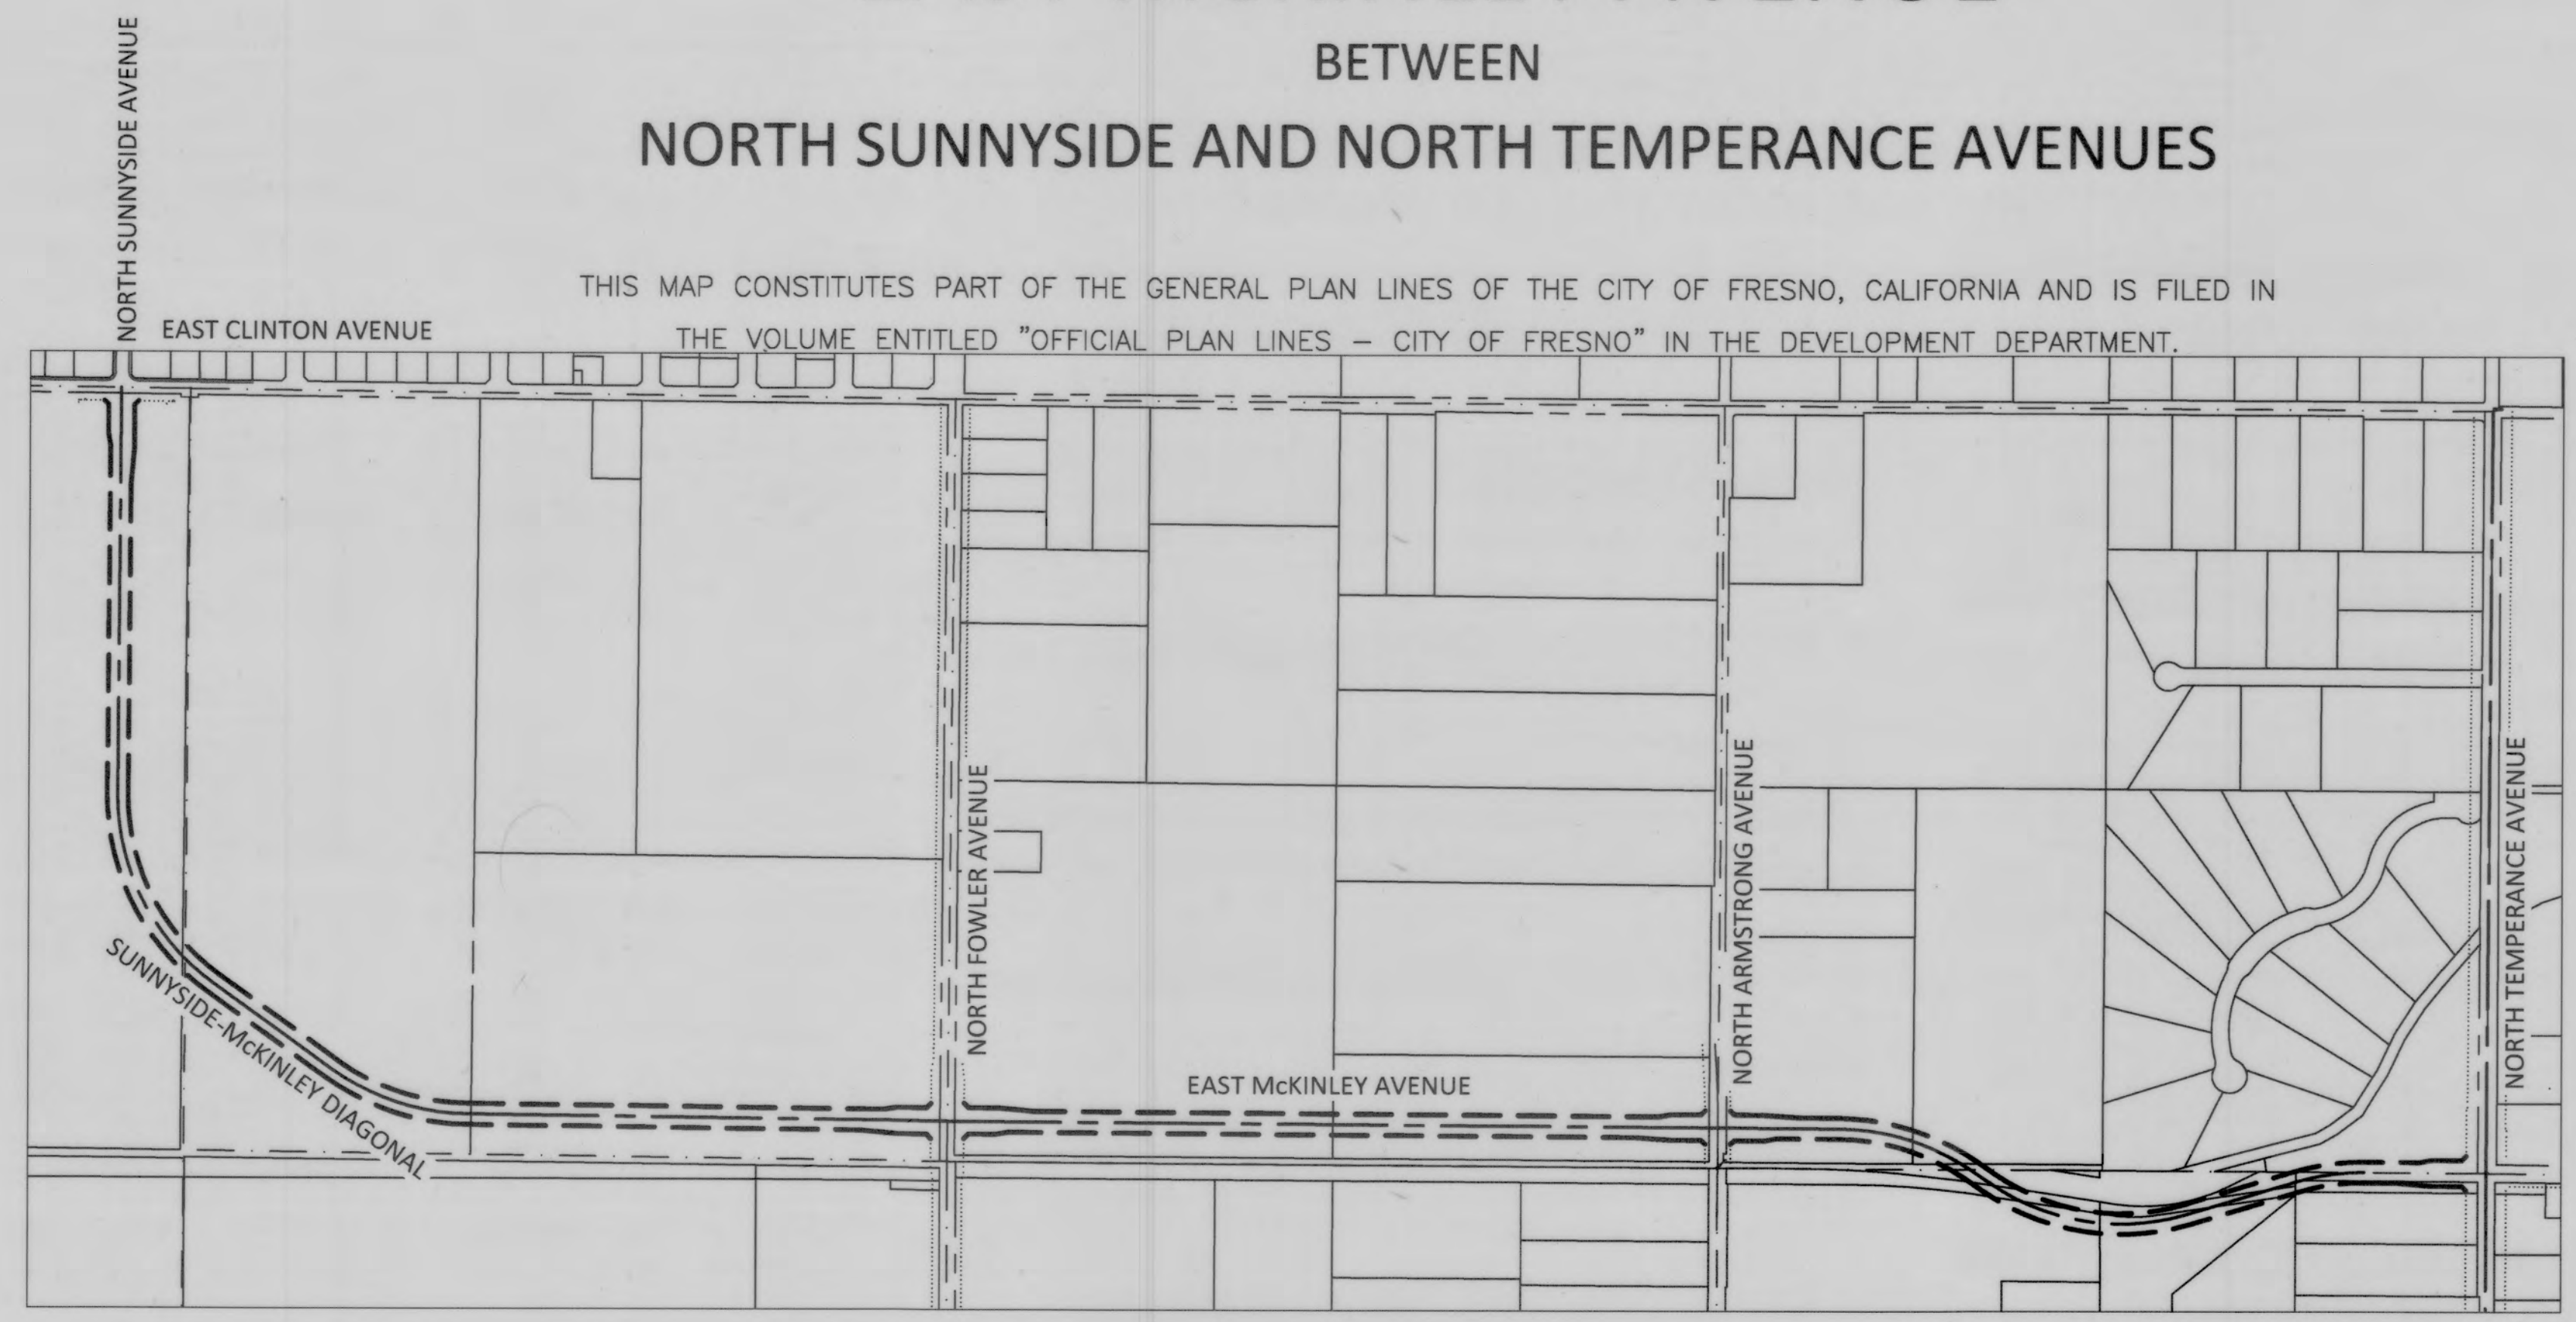 BETWEEN
NORTH SUNNYSIDE AND NORTH TEMPERANCE AVENUES
THIS MAP CONSTITUTES PART OF THE GENERAL PLAN LINES OF THE CITY OF FRESNO, CALIFORNIA AND IS FILED IN
THE VOLUME ENTITLED "OFFICIAL PLAN LINES – CITY OF FRESNO" IN THE DEVELOPMENT DEPARTMENT.
NORTH SUNNYSIDE AVENUE
EAST CLINTON AVENUE
NORTH FOWLER AVENUE
NORTH ARMSTRONG AVENUE
NORTH TEMPERANCE AVENUE
SUNNYSIDE-McKINLEY DIAGONAL
EAST McKINLEY AVENUE